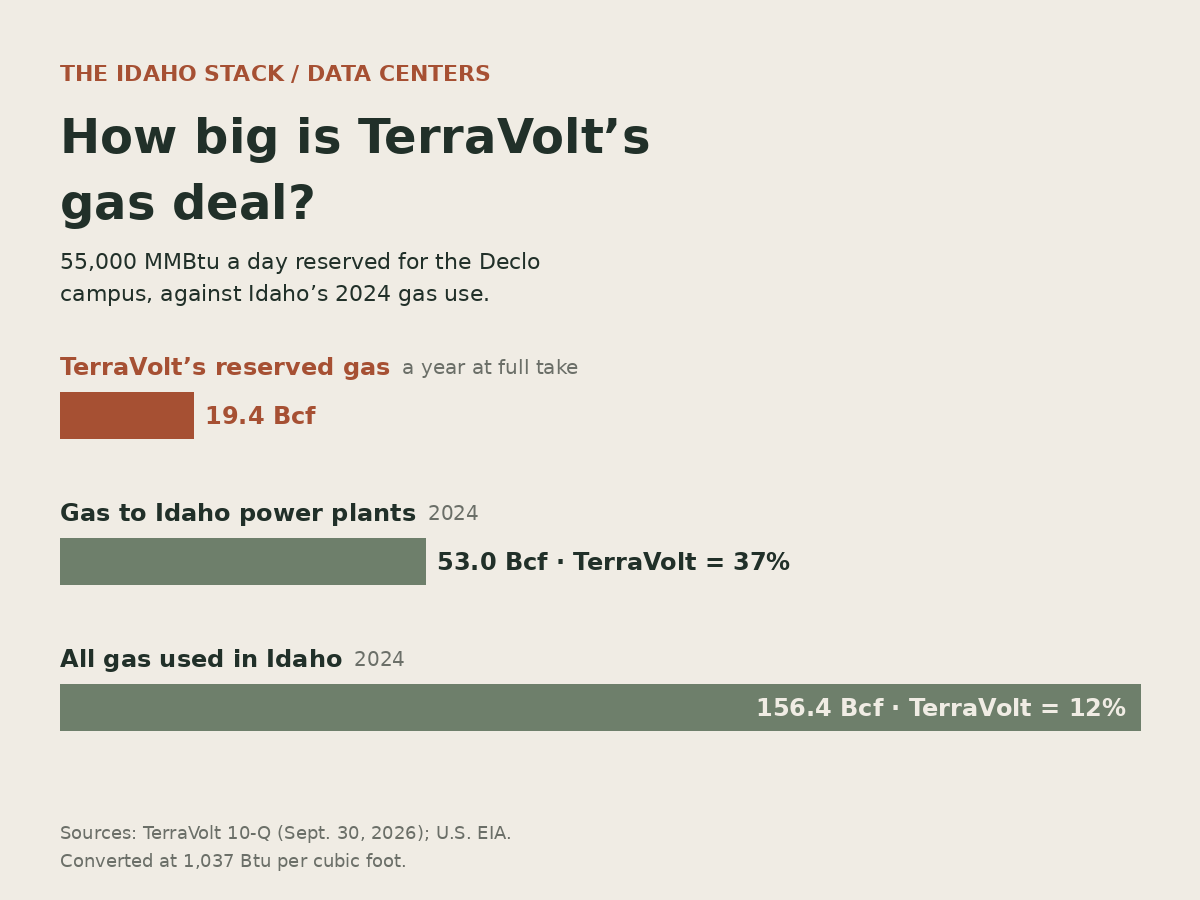 THE IDAHO STACK / DATA CENTERS
How big is TerraVolt’s
gas deal?
55,000 MMBtu a day reserved for the Declo
campus, against Idaho’s 2024 gas use.
TerraVolt’s reserved gas a year at full take
19.4 Bcf
Gas to Idaho power plants 2024
53.0 Bcf · TerraVolt = 37%
All gas used in Idaho 2024
156.4 Bcf · TerraVolt = 12%
Sources: TerraVolt 10-Q (Sept. 30, 2026); U.S. EIA.
Converted at 1,037 Btu per cubic foot.